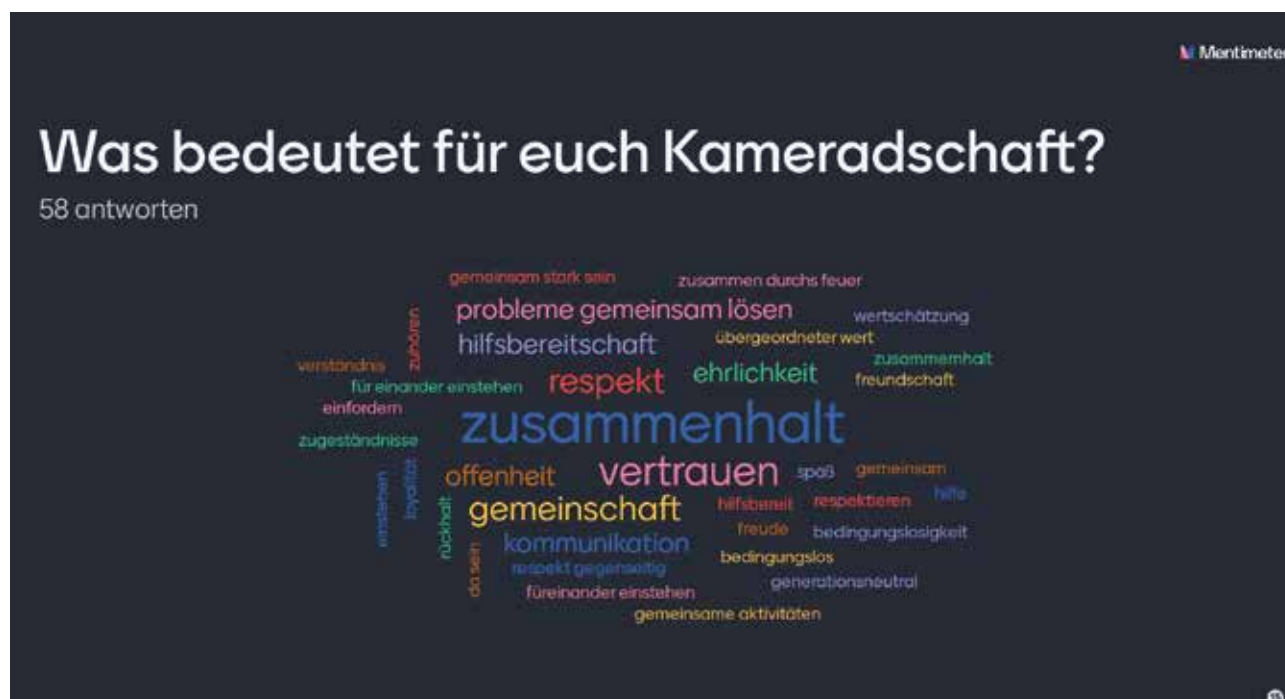 Mentimeter
Was bedeutet für euch Kameradschaft?
58 antworten
gemeinsam stark sein
zusammen durchs feuer
probleme gemeinsam lösen
wertschätzung
zuhören
hilfsbereitschaft
übergeordneter wert
verständnis
zusammemhalt
für einander einstehen
respekt
ehrlichkeit
freundschaft
einfordern
zusammenhalt
zugeständnisse
offenheit
vertrauen
spaß
gemeinsam
einstehen
loyalität
rückhalt
gemeinschaft
hilfsbereit
respektieren
hilfe
kommunikation
freude
bedingungslosigkeit
da sein
respekt gegenseitig
bedingungslos
füreinander einstehen
generationsneutral
gemeinsame aktivitäten